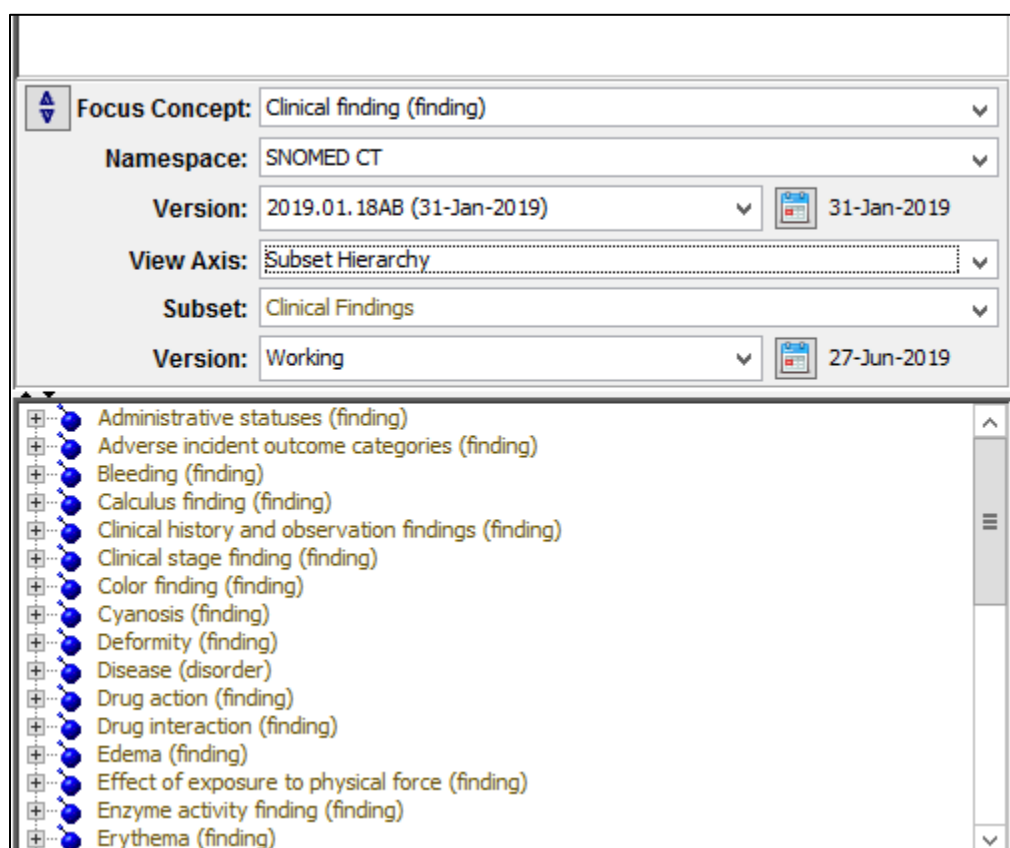 Focus Concept: Clinical finding (finding)
Namespace: SNOMED CT
Version: 2019.01.18AB (31-Jan-2019) 31-Jan-2019
View Axis: Subset Hierarchy
Subset: Clinical Findings
Version: Working 27-Jun-2019
Administrative statuses (finding)
Adverse incident outcome categories (finding)
Bleeding (finding)
Calculus finding (finding)
Clinical history and observation findings (finding)
Clinical stage finding (finding)
Color finding (finding)
Cyanosis (finding)
Deformity (finding)
Disease (disorder)
Drug action (finding)
Drug interaction (finding)
Edema (finding)
Effect of exposure to physical force (finding)
Enzyme activity finding (finding)
Erythema (finding)